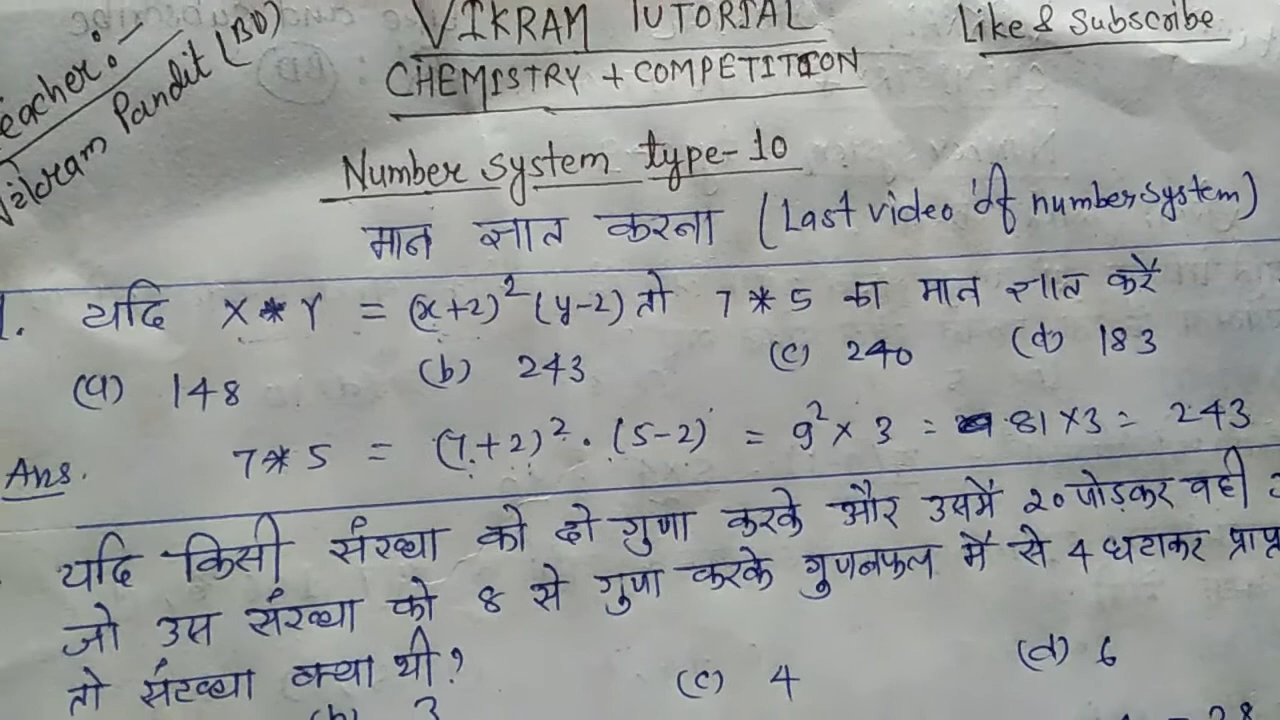 VIKRAM TUTORIAL
Like & Subscribe
eacher:
Pandit (BD)
CHEMISTRY + COMPETITION
Number system type-10
मान ज्ञात करना (Last video of number system)
1. यदि X * Y = (x+2)² (y-2) तो 7 * 5 का मान ज्ञात करें
(a) 148 (b) 243 (c) 240 (d) 183
Ans. 7 * 5 = (7+2)² . (5-2) = 9² x 3 = 81 x 3 = 243
यदि किसी संख्या को दो गुणा करके और उसमें 20 जोड़कर वही
जो उस संख्या को 8 से गुणा करके गुणनफल में से 4 घटाकर प्राप्
तो संख्या क्या थी?
(c) 4 (d) 6